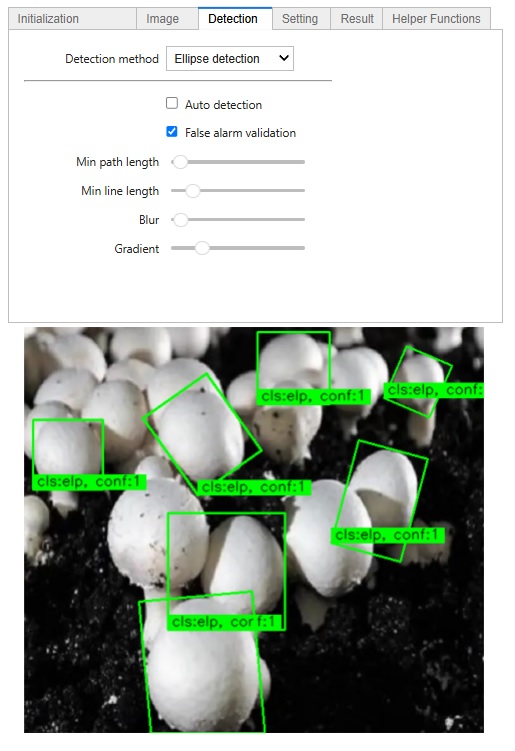 Initialization Image Detection Setting Result Helper Functions
Detection method Ellipse detection
Auto detection
False alarm validation
Min path length
Min line length
Blur
Gradient
cls:elp, conf:1
cls:elp, conf:
cls:elp, conf:1
cls:elp, conf:1
cls:elp, conf:1
cls:elp, conf:1